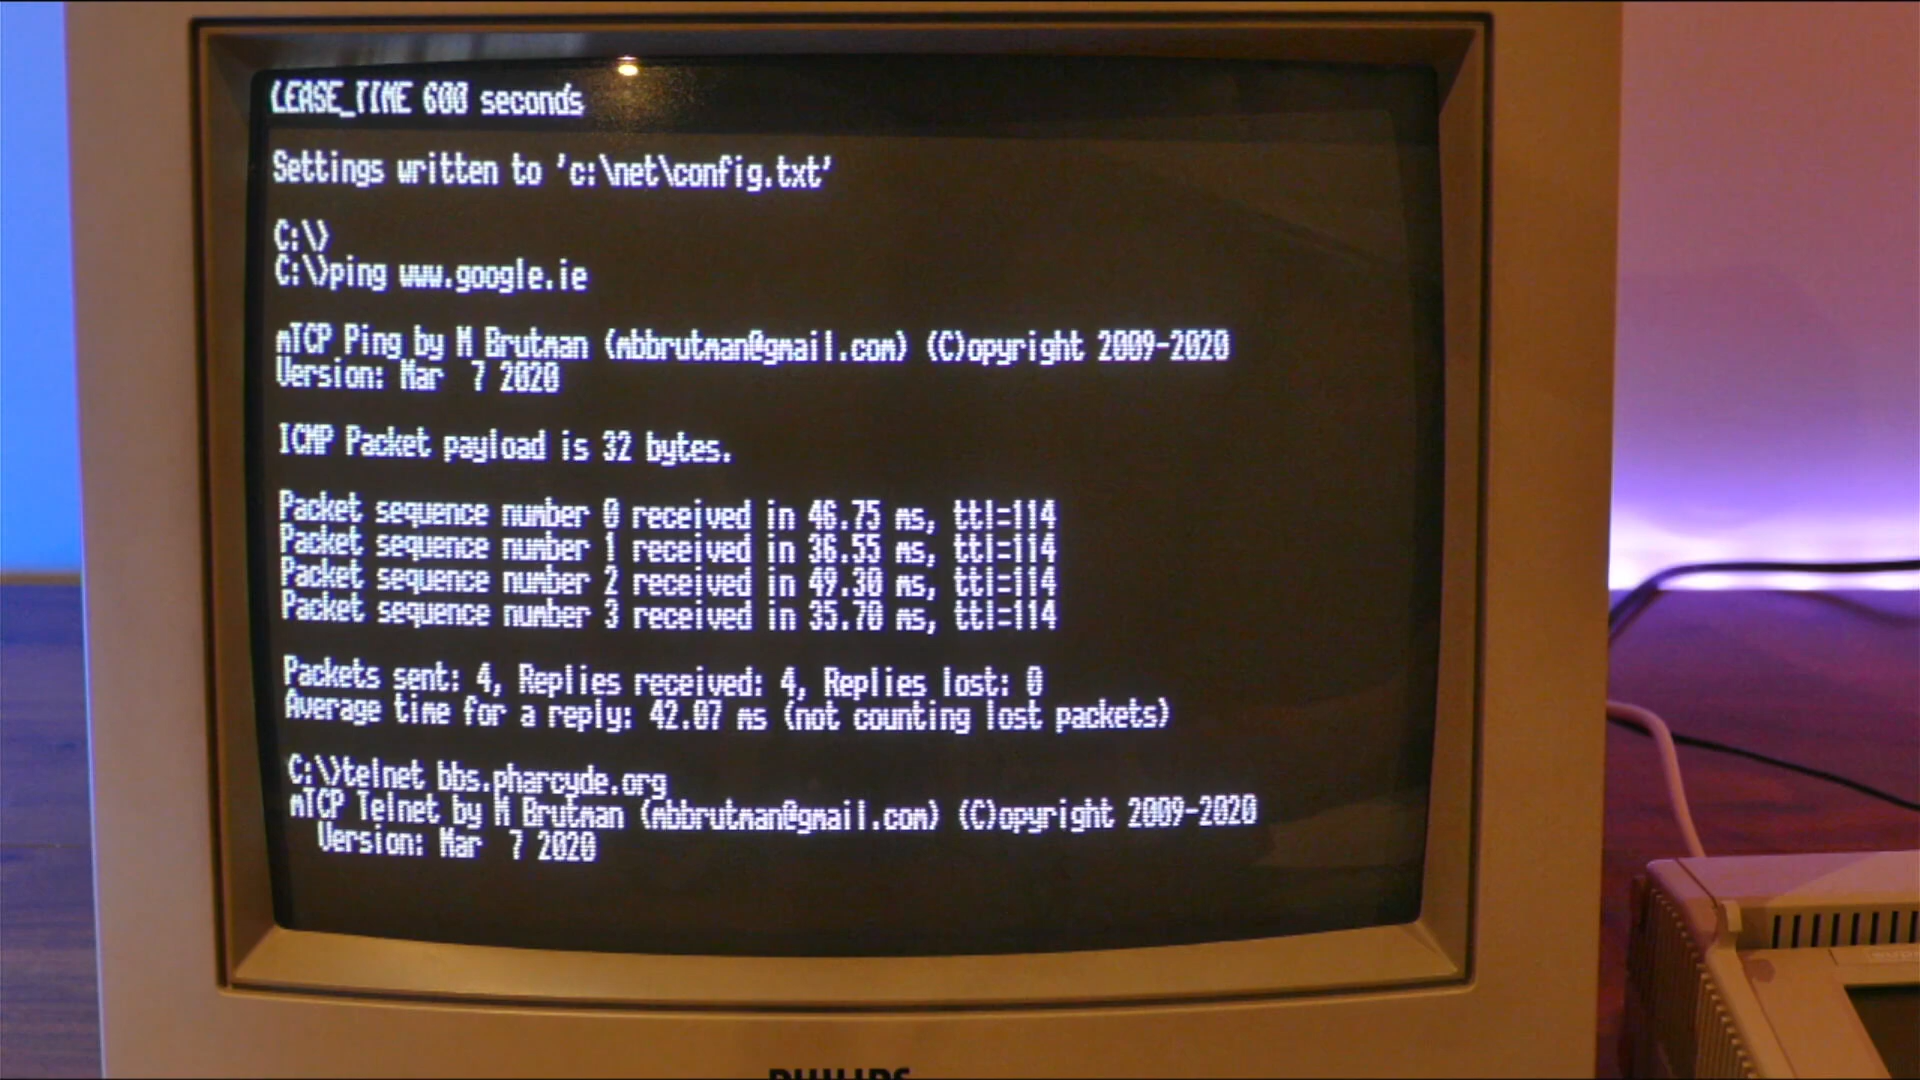 LEASE_TIME 600 seconds
Settings written to 'c:\net\config.txt'
C:\>
C:\>ping www.google.ie
mTCP Ping by M Brutman (mbbrutman@gmail.com) (C)opyright 2009-2020
Version: Mar  7 2020
ICMP Packet payload is 32 bytes.
Packet sequence number 0 received in 46.75 ms, ttl=114
Packet sequence number 1 received in 36.55 ms, ttl=114
Packet sequence number 2 received in 49.30 ms, ttl=114
Packet sequence number 3 received in 35.70 ms, ttl=114
Packets sent: 4, Replies received: 4, Replies lost: 0
Average time for a reply: 42.07 ms (not counting lost packets)
C:\>telnet bbs.pharcyde.org
mTCP Telnet by M Brutman (mbbrutman@gmail.com) (C)opyright 2009-2020
  Version: Mar  7 2020
PHILIPS